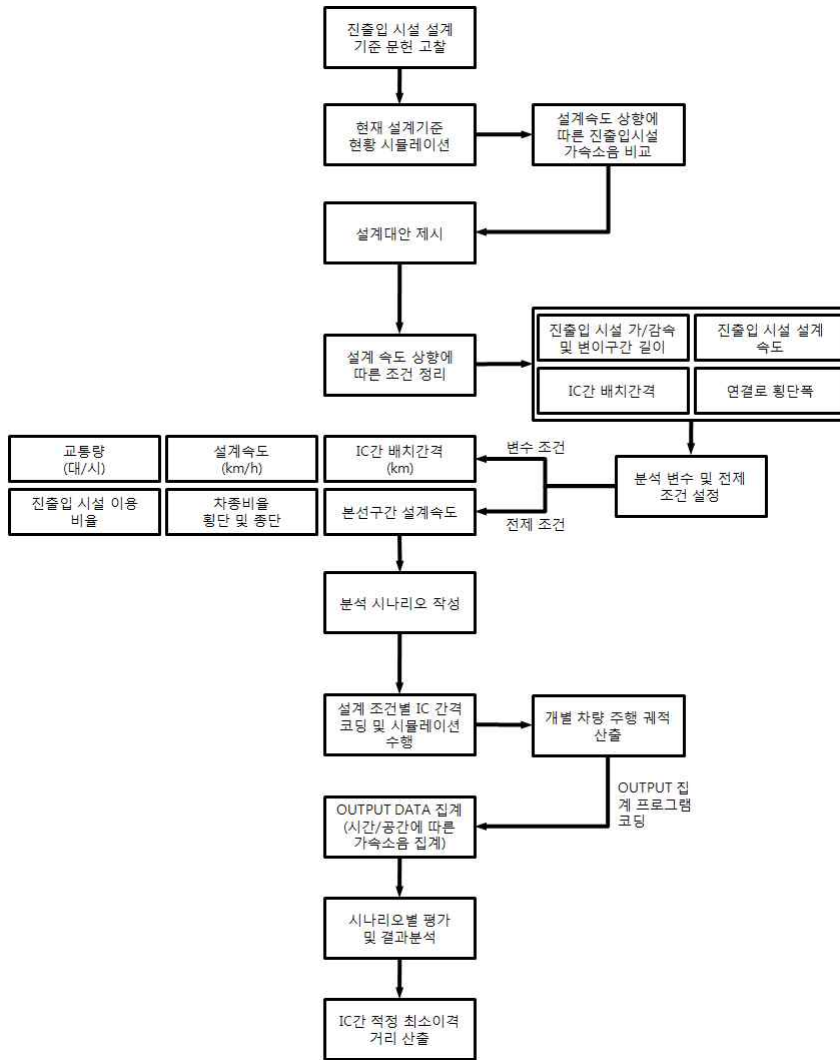 진출입 시설 설계
기준 문헌 고찰
현재 설계기준
현황 시뮬레이션
설계속도 상향에
따른 진출입시설
가속소음 비교
설계대안 제시
설계 속도 상향에
따른 조건 정리
진출입 시설 가/감속
및 변이구간 길이
진출입 시설 설계
속도
IC간 배치간격
연결로 횡단폭
교통량
(대/시)
설계속도
(km/h)
IC간 배치간격
(km)
변수 조건
분석 변수 및 전제
조건 설정
진출입 시설 이용
비율
차종비율
횡단 및 종단
본선구간 설계속도
전제 조건
분석 시나리오 작성
설계 조건별 IC 간격
코딩 및 시뮬레이션
수행
개별 차량 주행 궤적
산출
OUTPUT 집
계 프로그램
코딩
OUTPUT DATA 집계
(시간/공간에 따른
가속소음 집계)
시나리오별 평가
및 결과분석
IC간 적정 최소이격
거리 산출